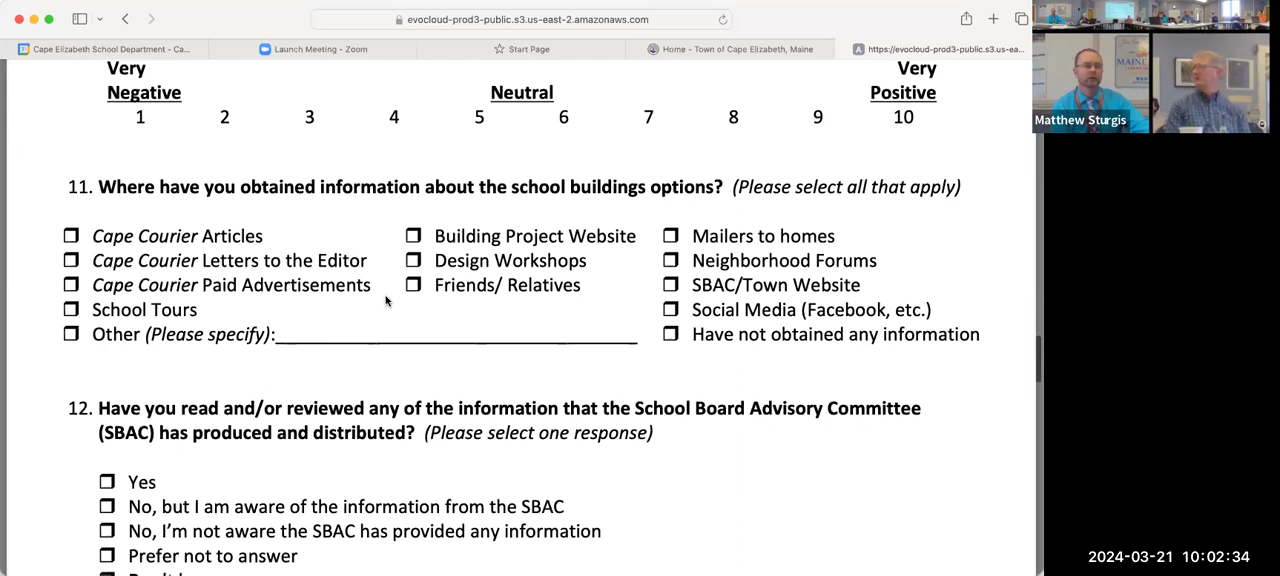 evocloud-prod3-public.s3.us-east-2.amazonaws.com
Cape Elizabeth School Department - Ca...
Launch Meeting - Zoom
Start Page
Home - Town of Cape Elizabeth, Maine
https://evocloud-prod3-public.s3.us-ea...
Very Very
Negative Neutral Positive
1 2 3 4 5 6 7 8 9 10
11. Where have you obtained information about the school buildings options? (Please select all that apply)
Cape Courier Articles Building Project Website Mailers to homes
Cape Courier Letters to the Editor Design Workshops Neighborhood Forums
Cape Courier Paid Advertisements Friends/ Relatives SBAC/Town Website
School Tours Social Media (Facebook, etc.)
Other (Please specify): Have not obtained any information
12. Have you read and/or reviewed any of the information that the School Board Advisory Committee
(SBAC) has produced and distributed? (Please select one response)
Yes
No, but I am aware of the information from the SBAC
No, I'm not aware the SBAC has provided any information
Prefer not to answer
MAINE
Matthew Sturgis
2024-03-21 10:02:34